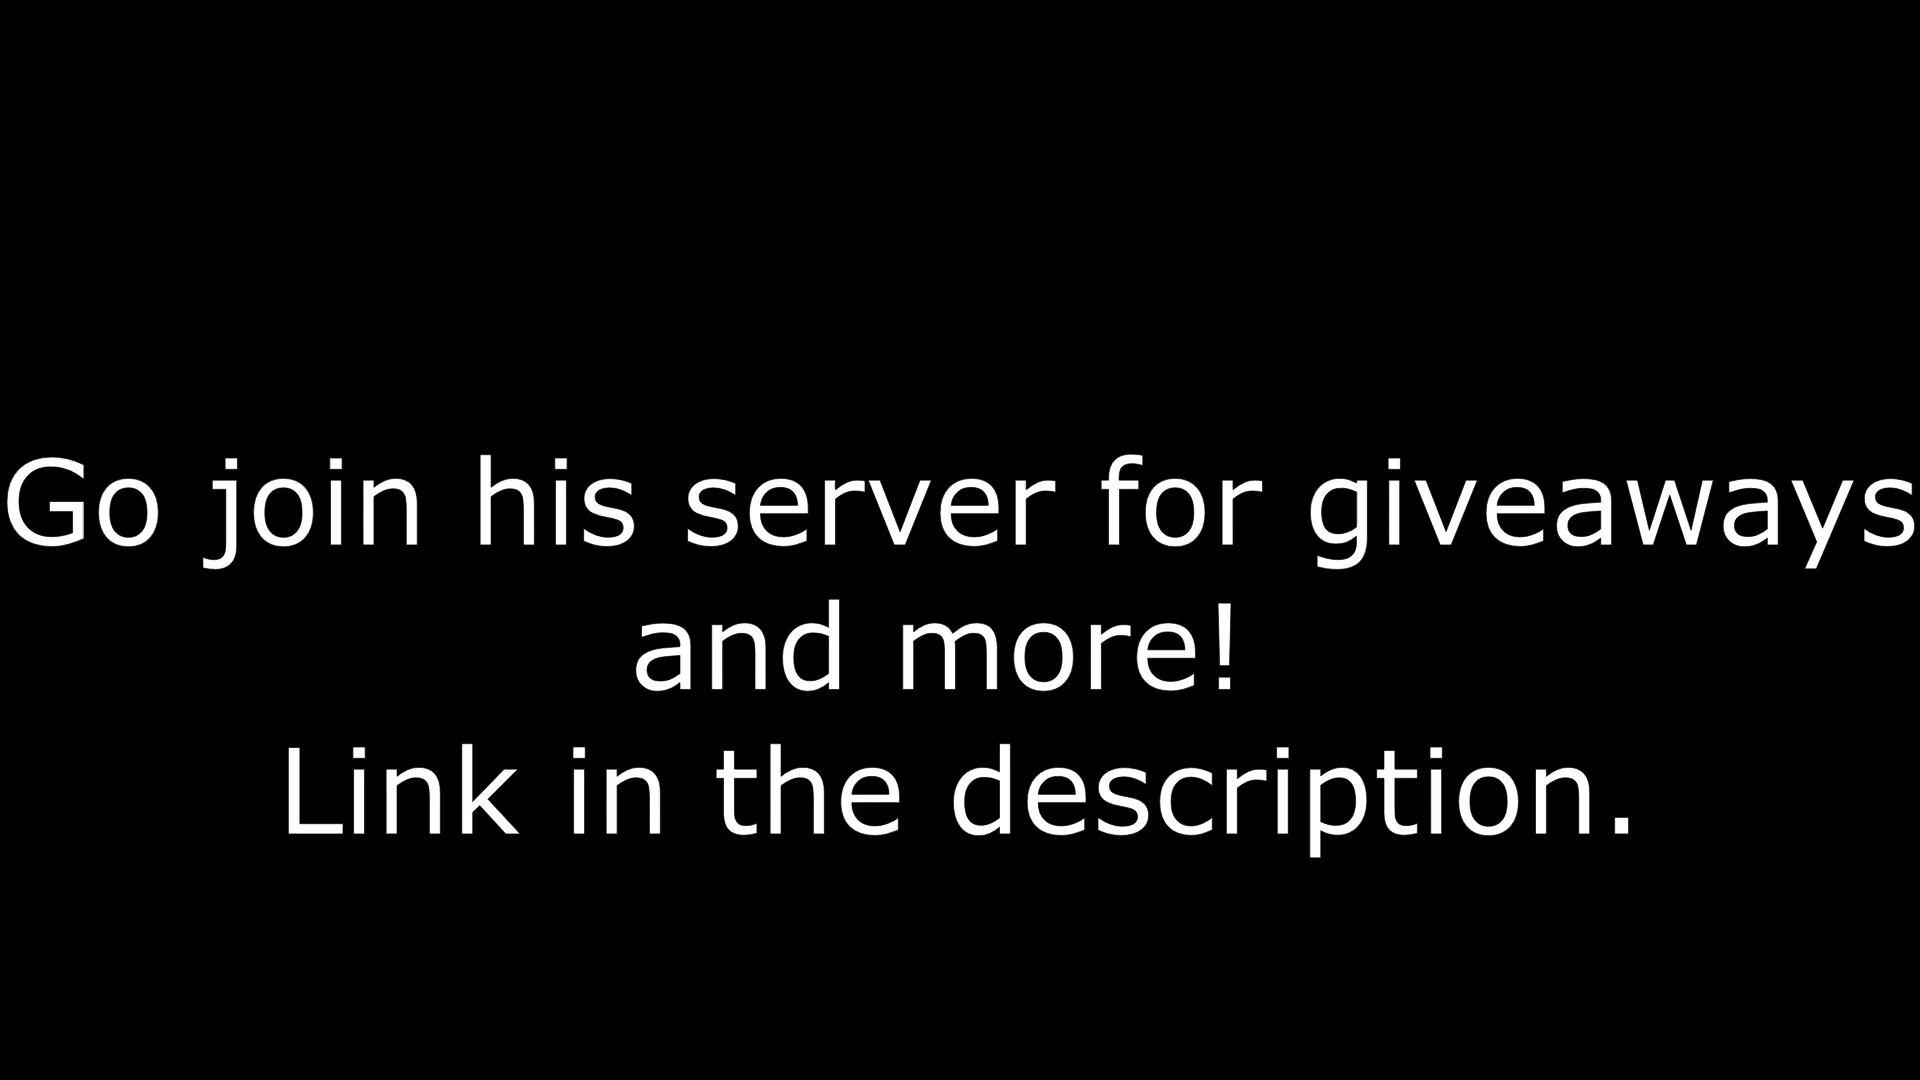 Go join his server for giveaways
and more!
Link in the description.